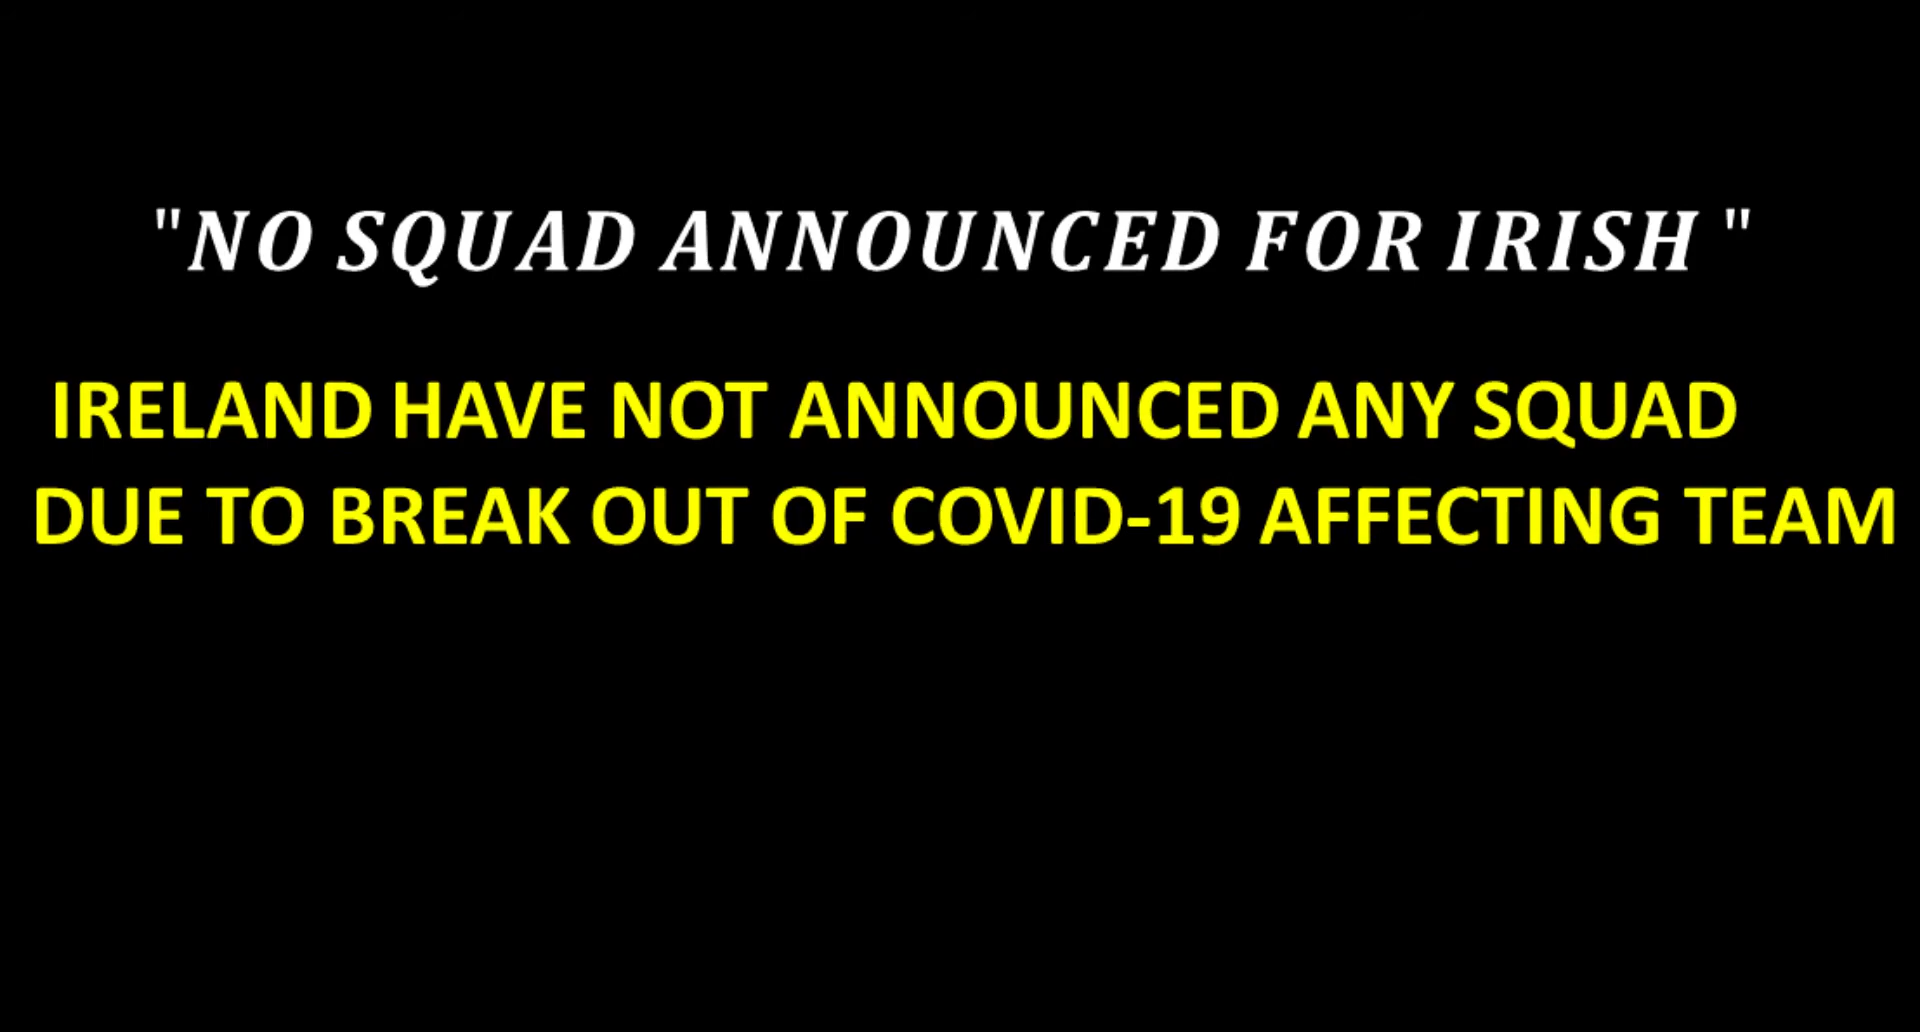 "NO SQUAD ANNOUNCED FOR IRISH "
IRELAND HAVE NOT ANNOUNCED ANY SQUAD
DUE TO BREAK OUT OF COVID-19 AFFECTING TEAM